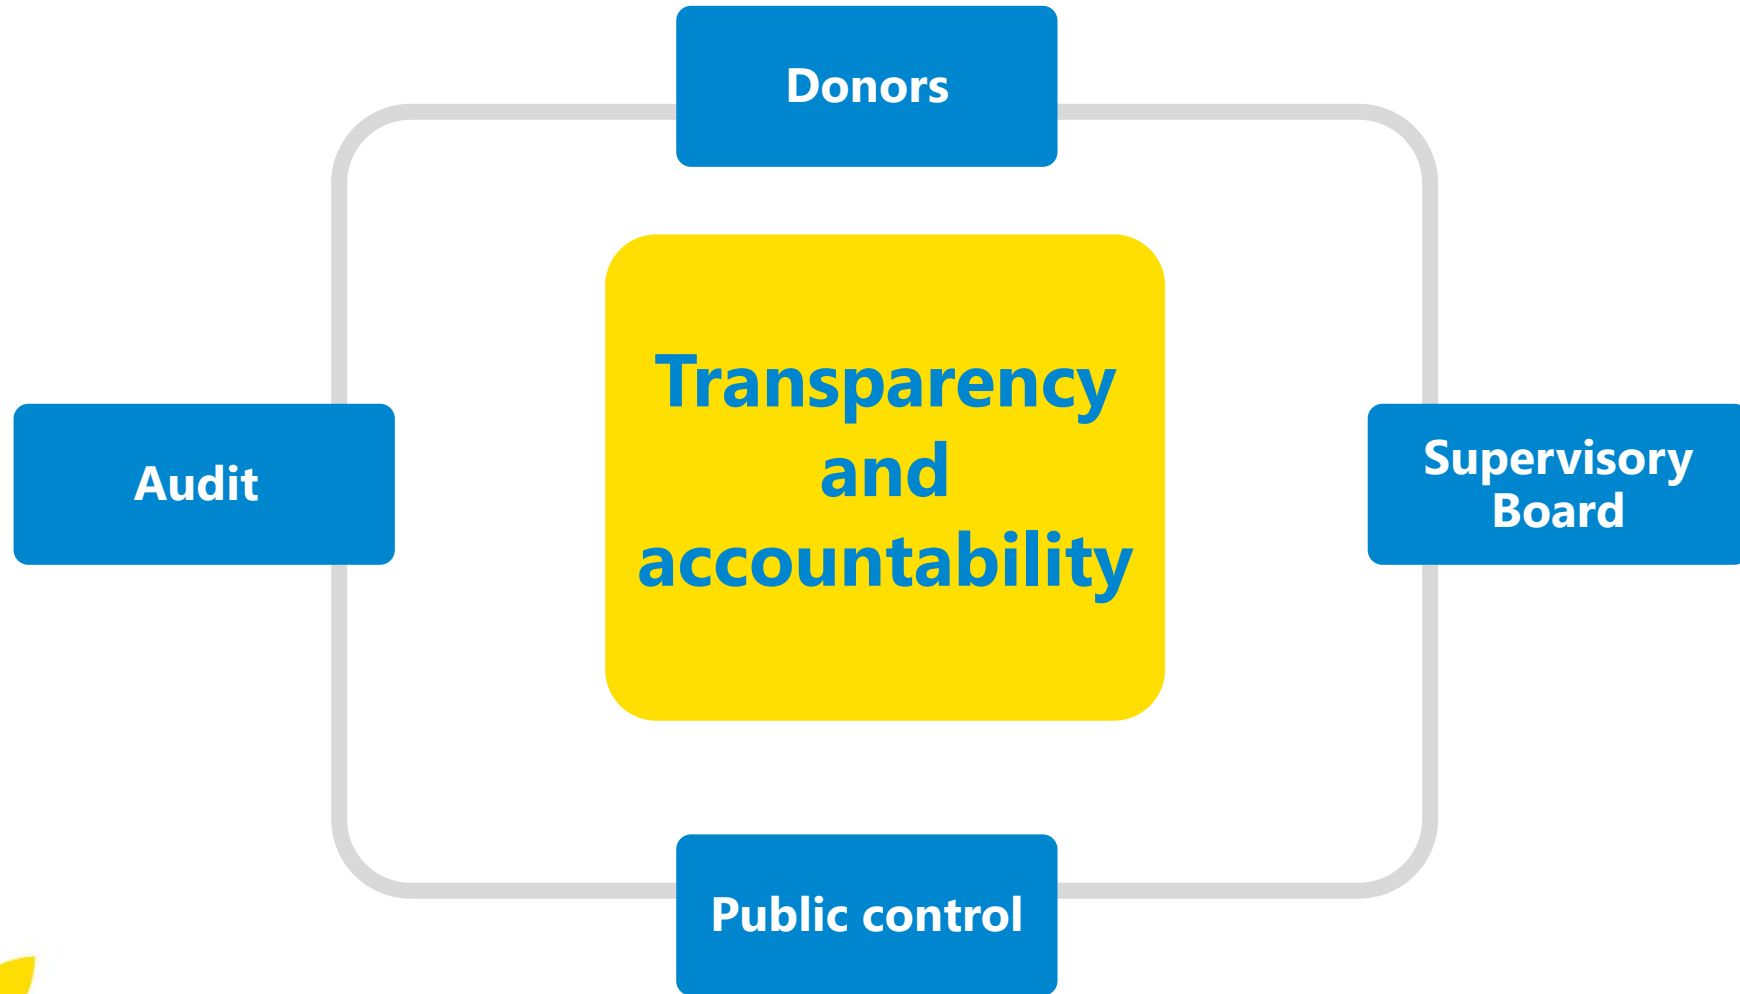 Donors
Transparency
and
accountability
Audit
Supervisory
Board
Public control